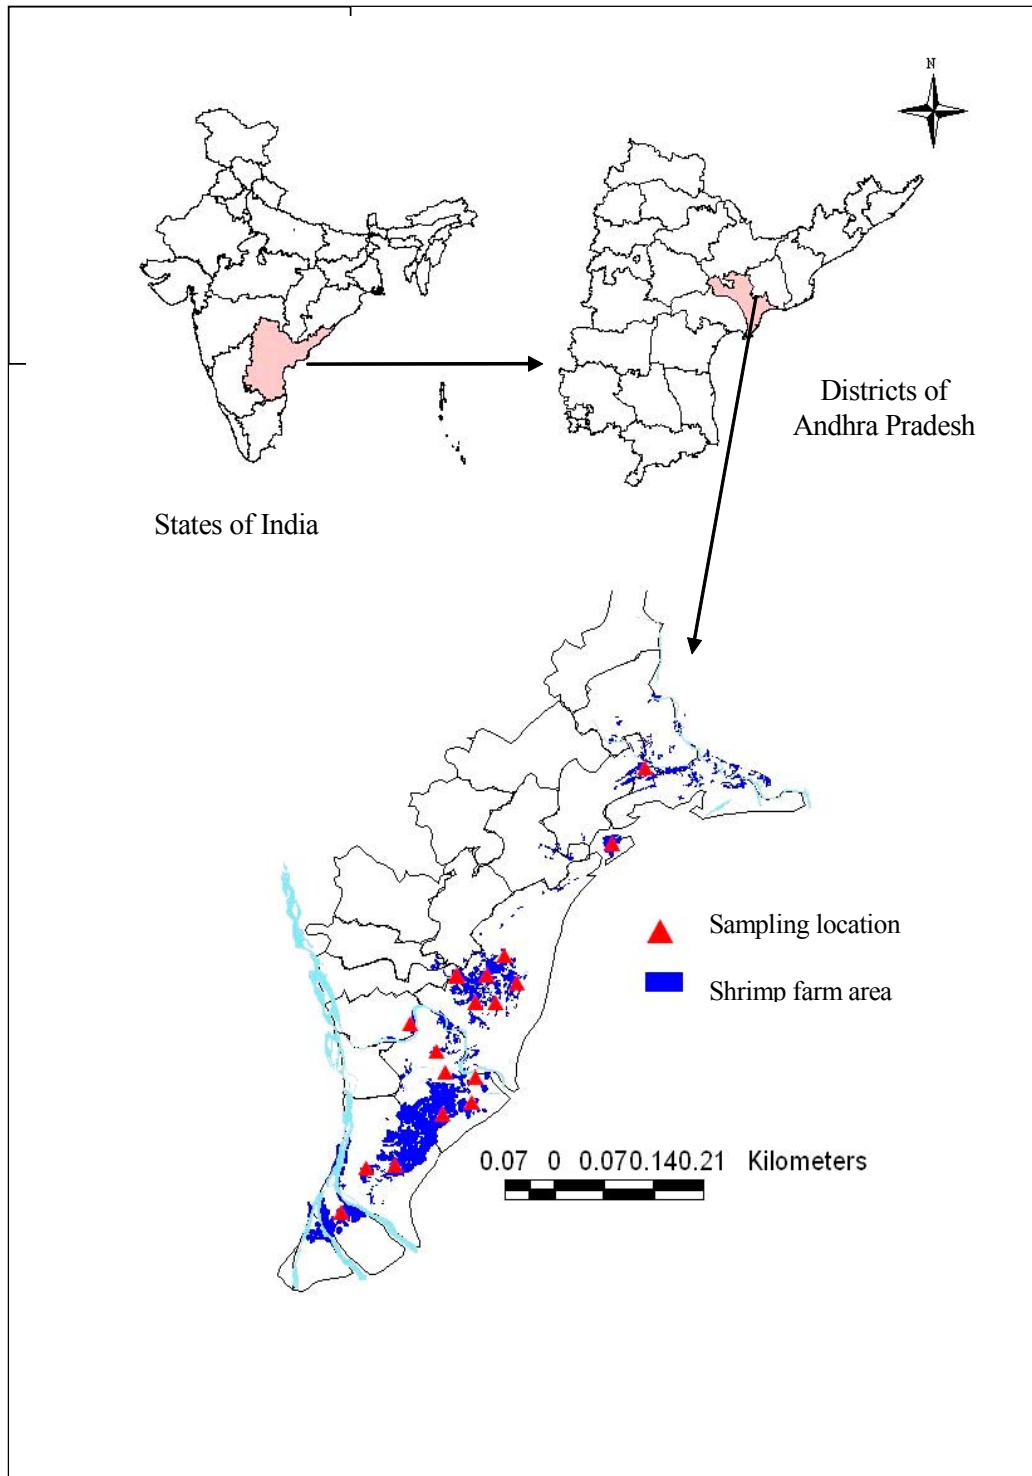 N
Districts of
Andhra Pradesh
States of India
Sampling location
Shrimp farm area
0.07 0 0.070.140.21 Kilometers